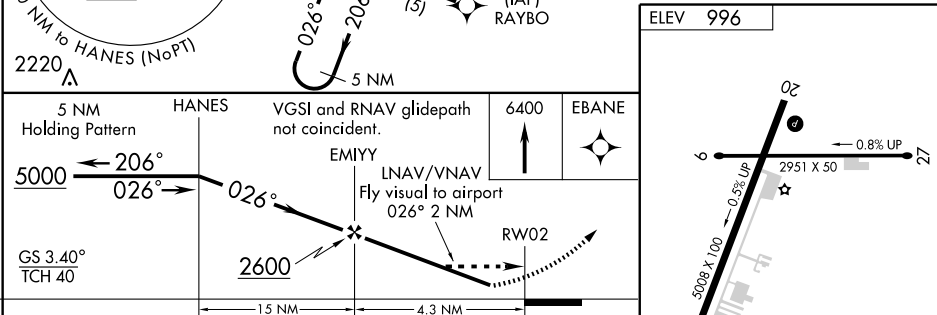 026°
206
(5)
(IAF)
RAYBO
NM to HANES (NoPT)
2220
5 NM
ELEV 996
5 NM
Holding Pattern
HANES
VGSI and RNAV glidepath
not coincident.
6400
EBANE
EMIYY
5000
206°
026°
026°
LNAV/VNAV
Fly visual to airport
026° 2 NM
RW02
GS 3.40°
TCH 40
2600
15 NM
4.3 NM
20
P
9
0.8% UP
27
2951 X 50
0.5% UP
5008 X 100